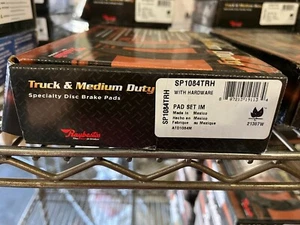 Truck & Medium Duty
Specialty Disc Brake Pads
Raybestos
SP1084TRH
SP1084TRH
WITH HARDWARE
PAD SET IM
Made in Mexico
Hecho en Mexico
Fabrique au Mexique